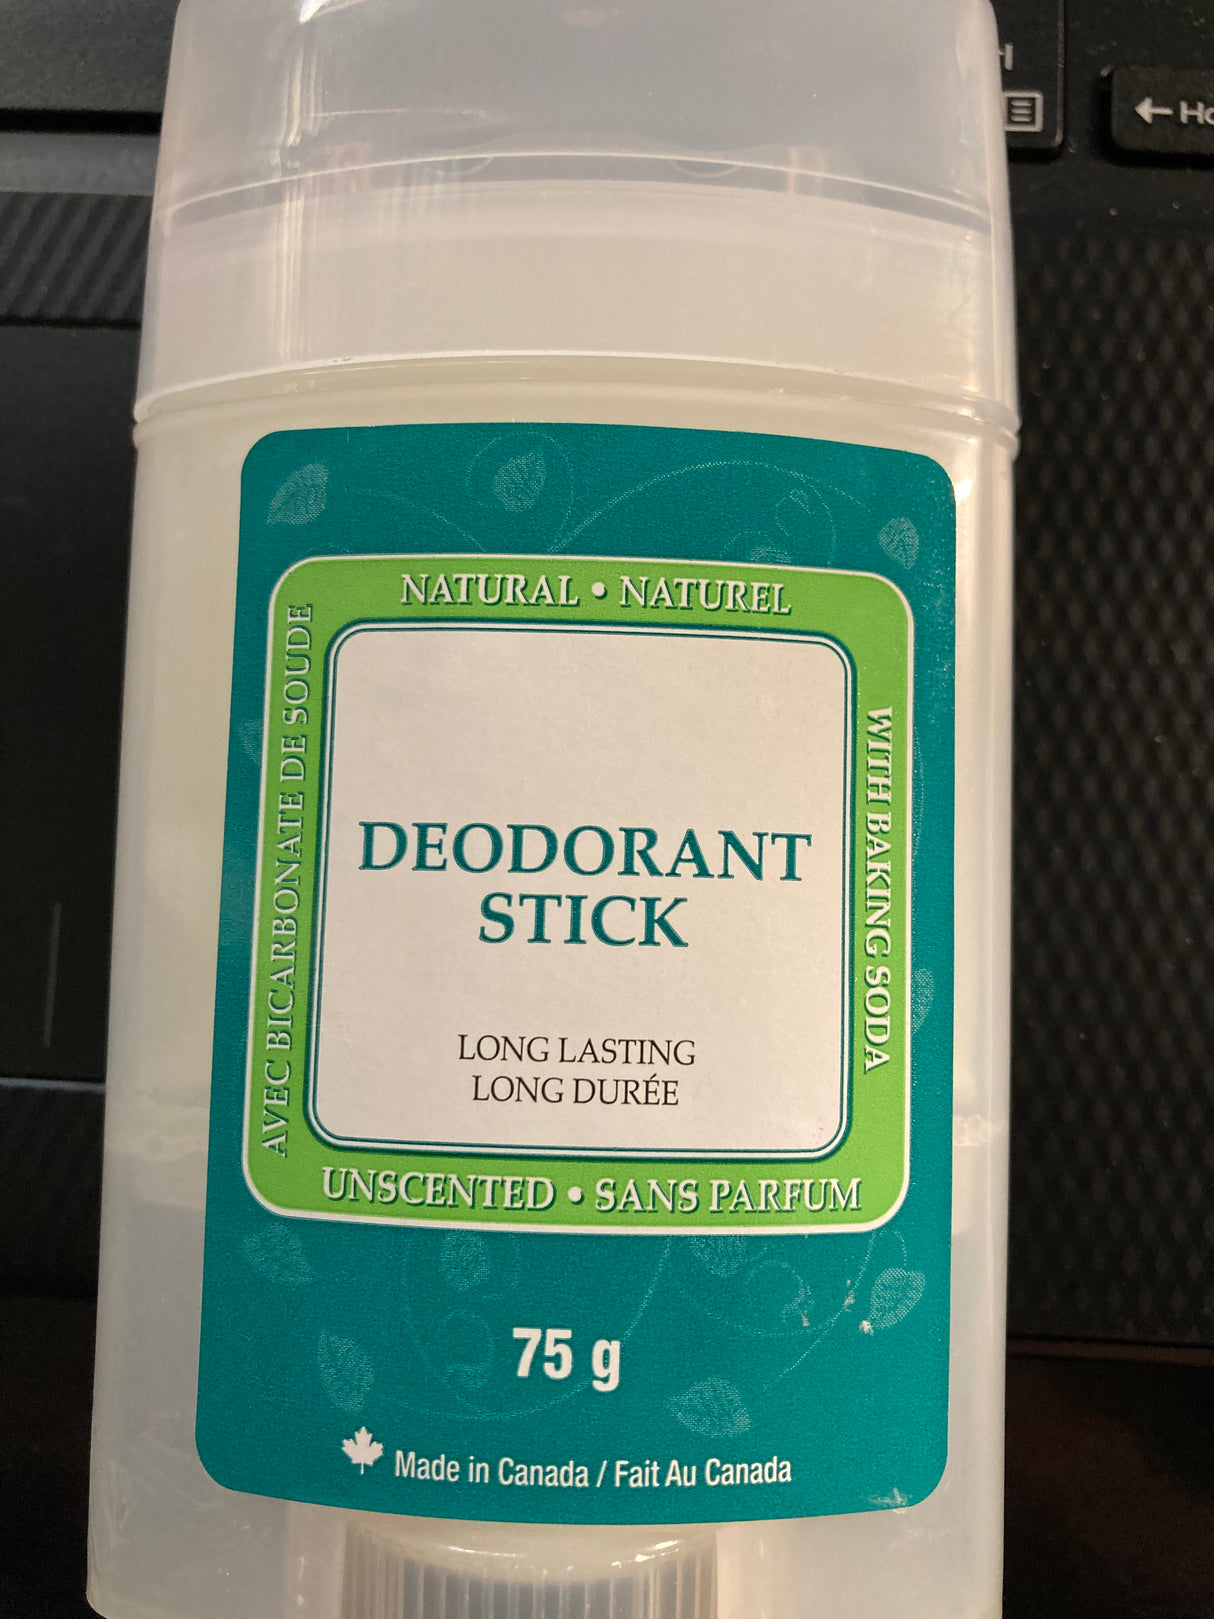 NATURAL • NATUREL
AVEC BICARBONATE DE SOUDE
WITH BAKING SODA
DEODORANT
STICK
LONG LASTING
LONG DURÉE
UNSCENTED • SANS PARFUM
75 g
Made in Canada / Fait Au Canada